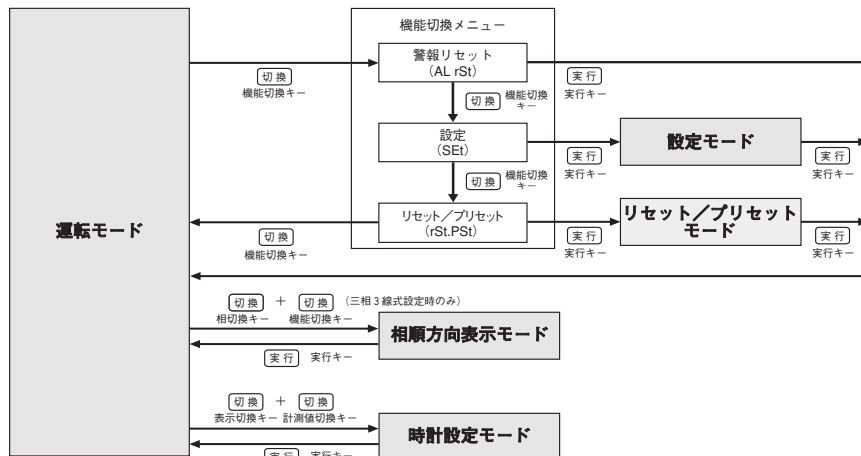 機能切換メニュー
警報リセット
（AL rSt）
切換
機能切換キー
実行
実行キー
切換 機能切換
キー
設定
（SEt）
実行
実行キー
設定モード
実行
実行キー
切換 機能切換
キー
運転モード
リセット／プリセット
（rSt.PSt）
切換
機能切換キー
実行
実行キー
リセット／プリセット
モード
実行
実行キー
切換 ＋ 切換 （三相3線式設定時のみ）
相切換キー 機能切換キー
相順方向表示モード
実行 実行キー
切換 ＋ 切換
表示切換キー 計測値切換キー
時計設定モード
実行 実行キー